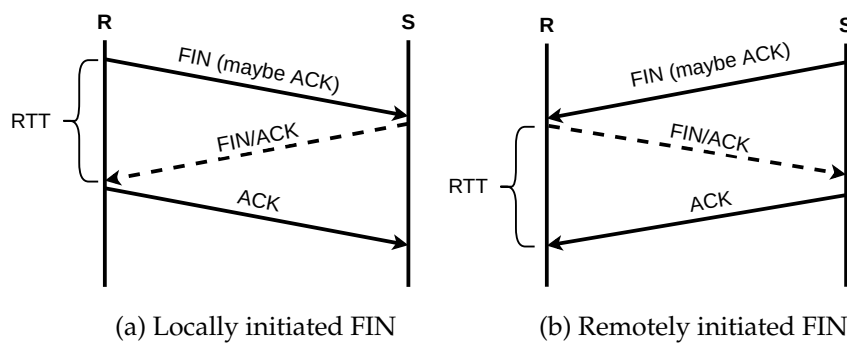 R
S
FIN (maybe ACK)
RTT
FIN/ACK
ACK
(a) Locally initiated FIN
R
S
FIN (maybe ACK)
FIN/ACK
RTT
ACK
(b) Remotely initiated FIN